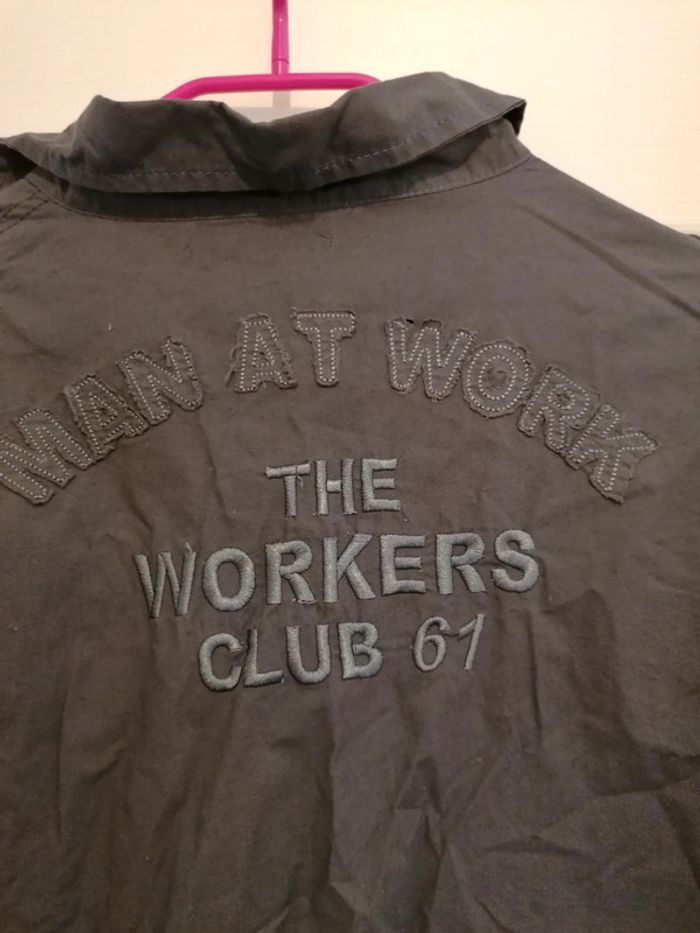 MAN AT WORK
THE
WORKERS
CLUB 61